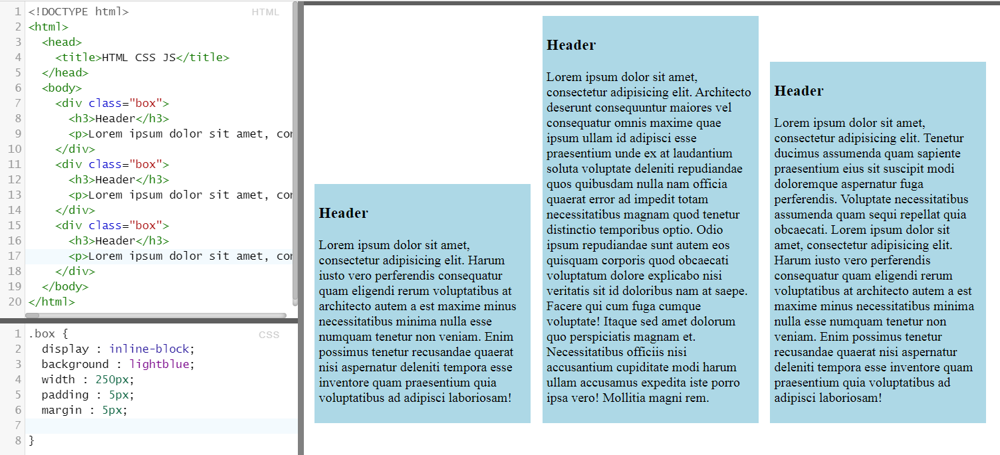 HTML
1 <!DOCTYPE html>
2 <html>
3   <head>
4     <title>HTML CSS JS</title>
5   </head>
6   <body>
7     <div class="box">
8       <h3>Header</h3>
9       <p>Lorem ipsum dolor sit amet, con
10     </div>
11     <div class="box">
12       <h3>Header</h3>
13       <p>Lorem ipsum dolor sit amet, con
14     </div>
15     <div class="box">
16       <h3>Header</h3>
17       <p>Lorem ipsum dolor sit amet, con
18     </div>
19   </body>
20 </html>
CSS
1 .box {
2   display : inline-block;
3   background : lightblue;
4   width : 250px;
5   padding : 5px;
6   margin : 5px;
7
8 }
Header
Lorem ipsum dolor sit amet,
consectetur adipisicing elit. Harum
iusto vero perferendis consequatur
quam eligendi rerum voluptatibus at
architecto autem a est maxime minus
necessitatibus minima nulla esse
numquam tenetur non veniam. Enim
possimus tenetur recusandae quaerat
nisi aspernatur deleniti tempora esse
inventore quam praesentium quia
voluptatibus ad adipisci laboriosam!
Header
Lorem ipsum dolor sit amet,
consectetur adipisicing elit. Architecto
deserunt consequuntur maiores vel
consequatur omnis maxime quae
ipsum ullam id adipisci esse
praesentium unde ex at laudantium
soluta voluptate deleniti repudiandae
quos quibusdam nulla nam officia
quaerat error ad impedit totam
necessitatibus magnam quod tenetur
distinctio temporibus optio. Odio
ipsum repudiandae sunt autem eos
quisquam corporis quod obcaecati
voluptatum dolore explicabo nisi
veritatis sit id doloribus nam at saepe.
Facere qui cum fuga cumque
voluptate! Itaque sed amet dolorum
quo perspiciatis magnam et.
Necessitatibus officiis nisi
accusantium cupiditate modi harum
ullam accusamus expedita iste porro
ipsa vero! Mollitia magni rem.
Header
Lorem ipsum dolor sit amet,
consectetur adipisicing elit. Tenetur
ducimus assumenda quam sapiente
praesentium eius sit suscipit modi
doloremque aspernatur fuga
perferendis. Voluptate necessitatibus
assumenda quam sequi repellat quia
obcaecati. Lorem ipsum dolor sit
amet, consectetur adipisicing elit.
Harum iusto vero perferendis
consequatur quam eligendi rerum
voluptatibus at architecto autem a est
maxime minus necessitatibus minima
nulla esse numquam tenetur non
veniam. Enim possimus tenetur
recusandae quaerat nisi aspernatur
deleniti tempora esse inventore quam
praesentium quia voluptatibus ad
adipisci laboriosam!